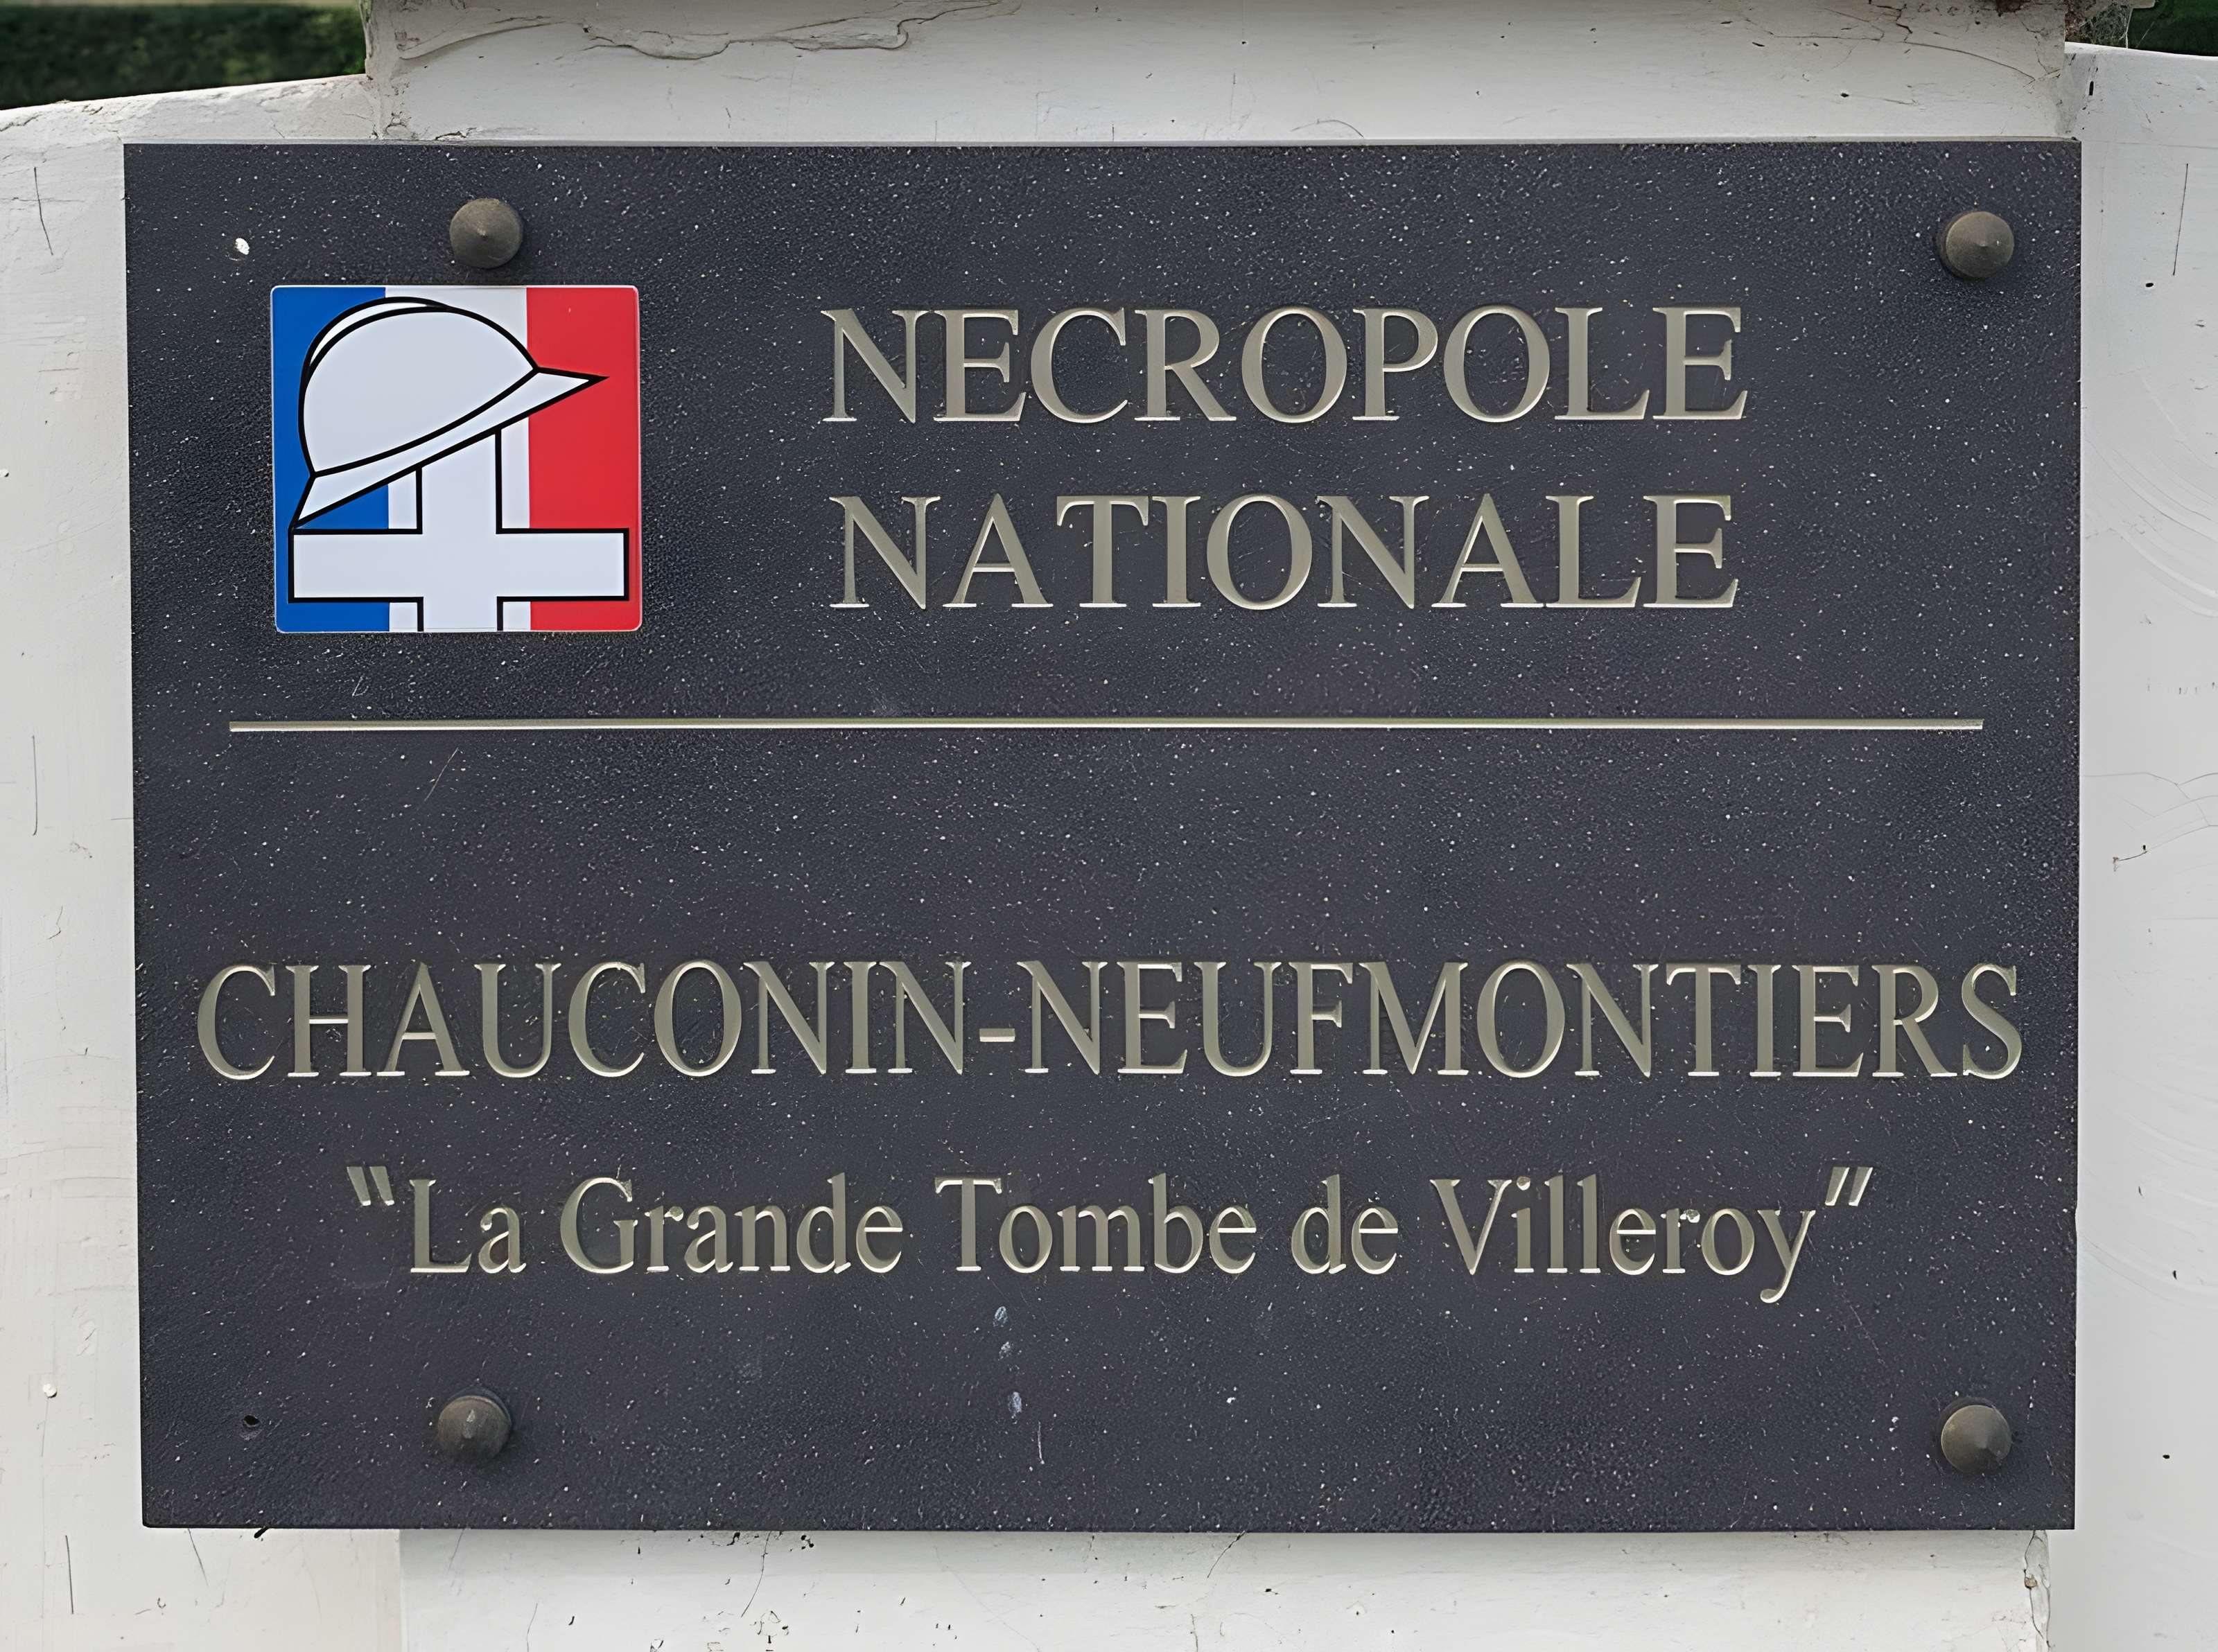 NECROPOLE
NATIONALE
CHAUCONIN-NEUFMONTIERS
"La Grande Tombe de Villeroy"